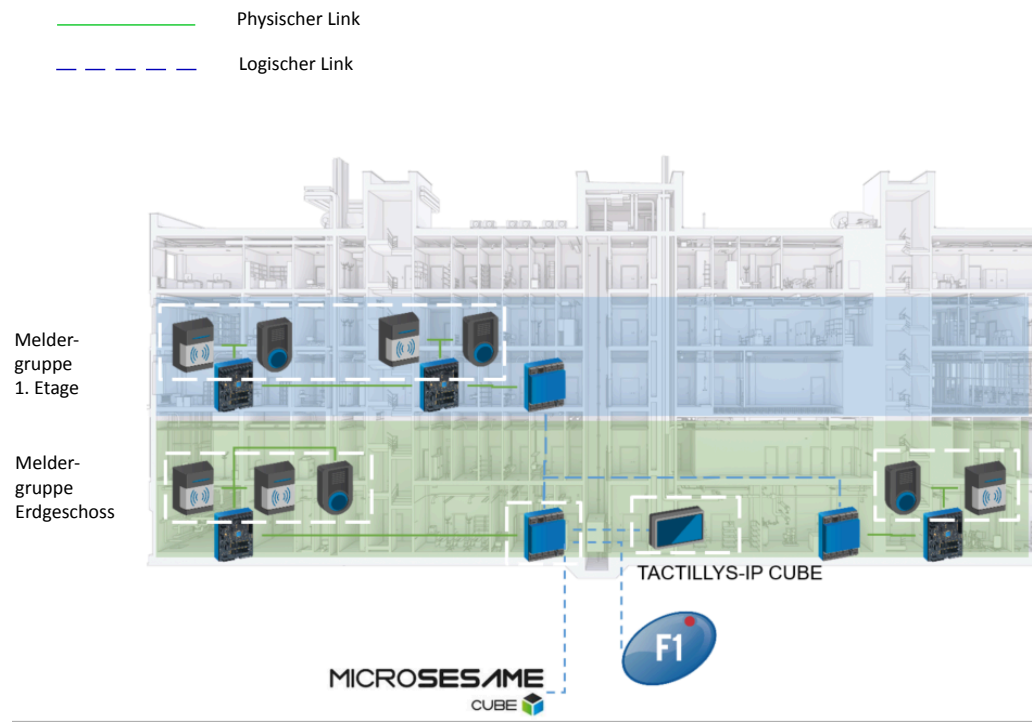 Physischer Link
Logischer Link
Melder-
gruppe
1. Etage
Melder-
gruppe
Erdgeschoss
TACTILLYS-IP CUBE
F1
MICROSESAME
CUBE